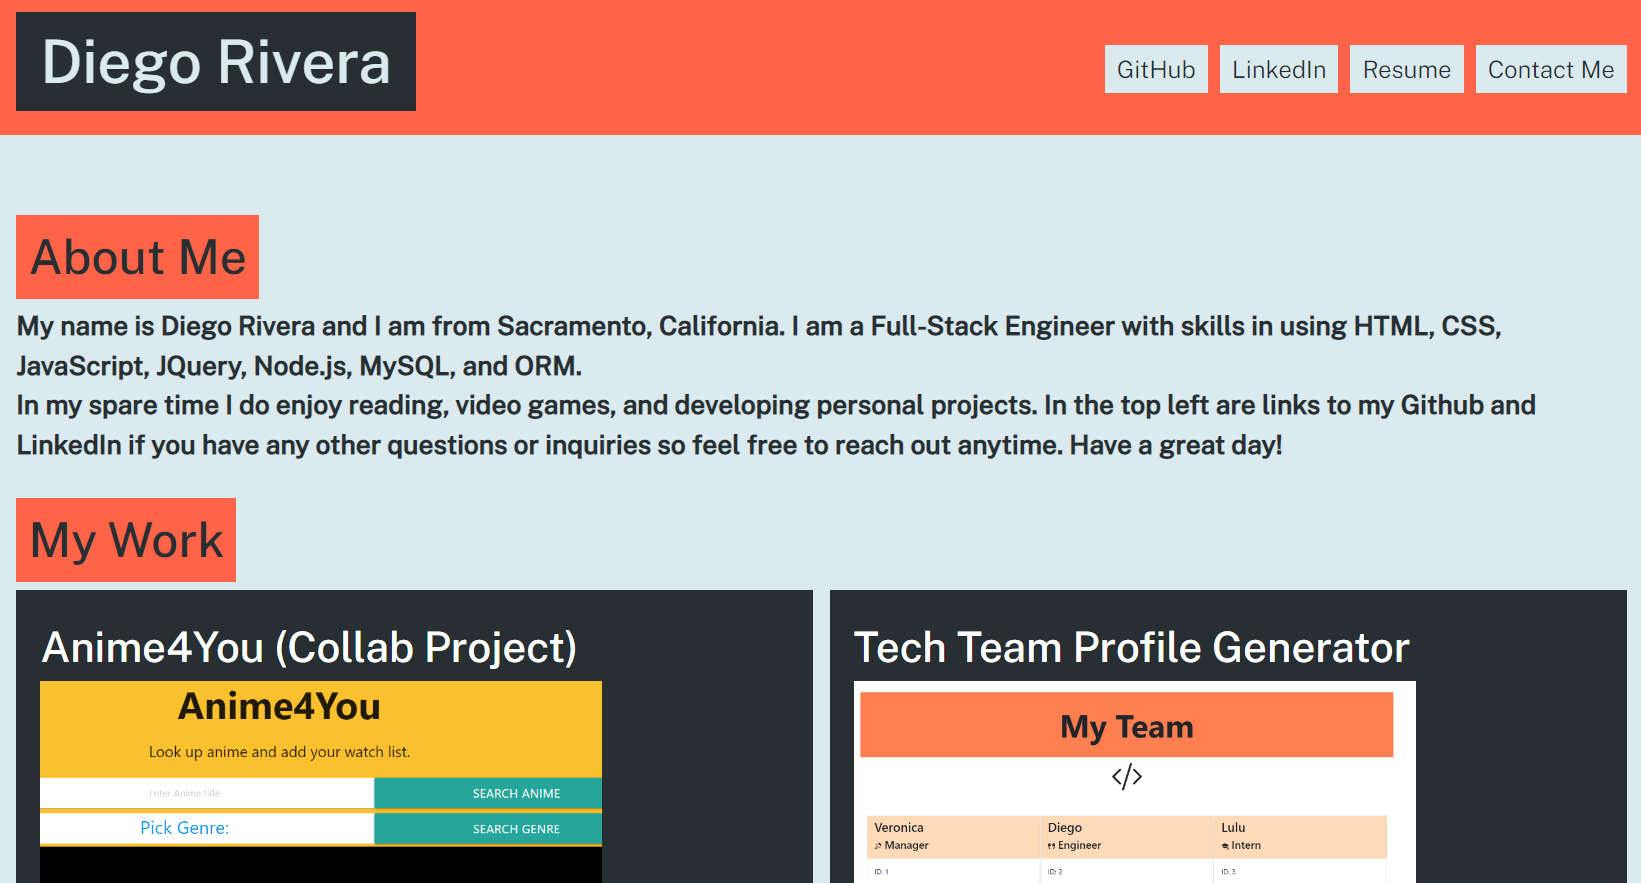 Diego Rivera
GitHub LinkedIn Resume Contact Me
About Me
My name is Diego Rivera and I am from Sacramento, California. I am a Full-Stack Engineer with skills in using HTML, CSS,
JavaScript, JQuery, Node.js, MySQL, and ORM.
In my spare time I do enjoy reading, video games, and developing personal projects. In the top left are links to my Github and
LinkedIn if you have any other questions or inquiries so feel free to reach out anytime. Have a great day!
My Work
Anime4You (Collab Project)
Anime4You
Look up anime and add your watch list.
Enter Anime title
SEARCH ANIME
Pick Genre:
SEARCH GENRE
Tech Team Profile Generator
My Team
</>
Veronica
Manager
ID: 1
Diego
Engineer
ID: 2
Lulu
Intern
ID: 3